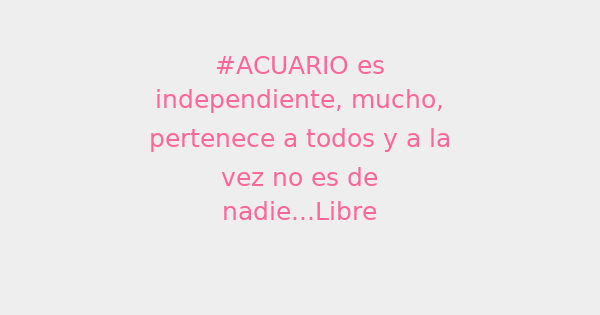 #ACUARIO es
independiente, mucho,
pertenece a todos y a la
vez no es de
nadie...Libre